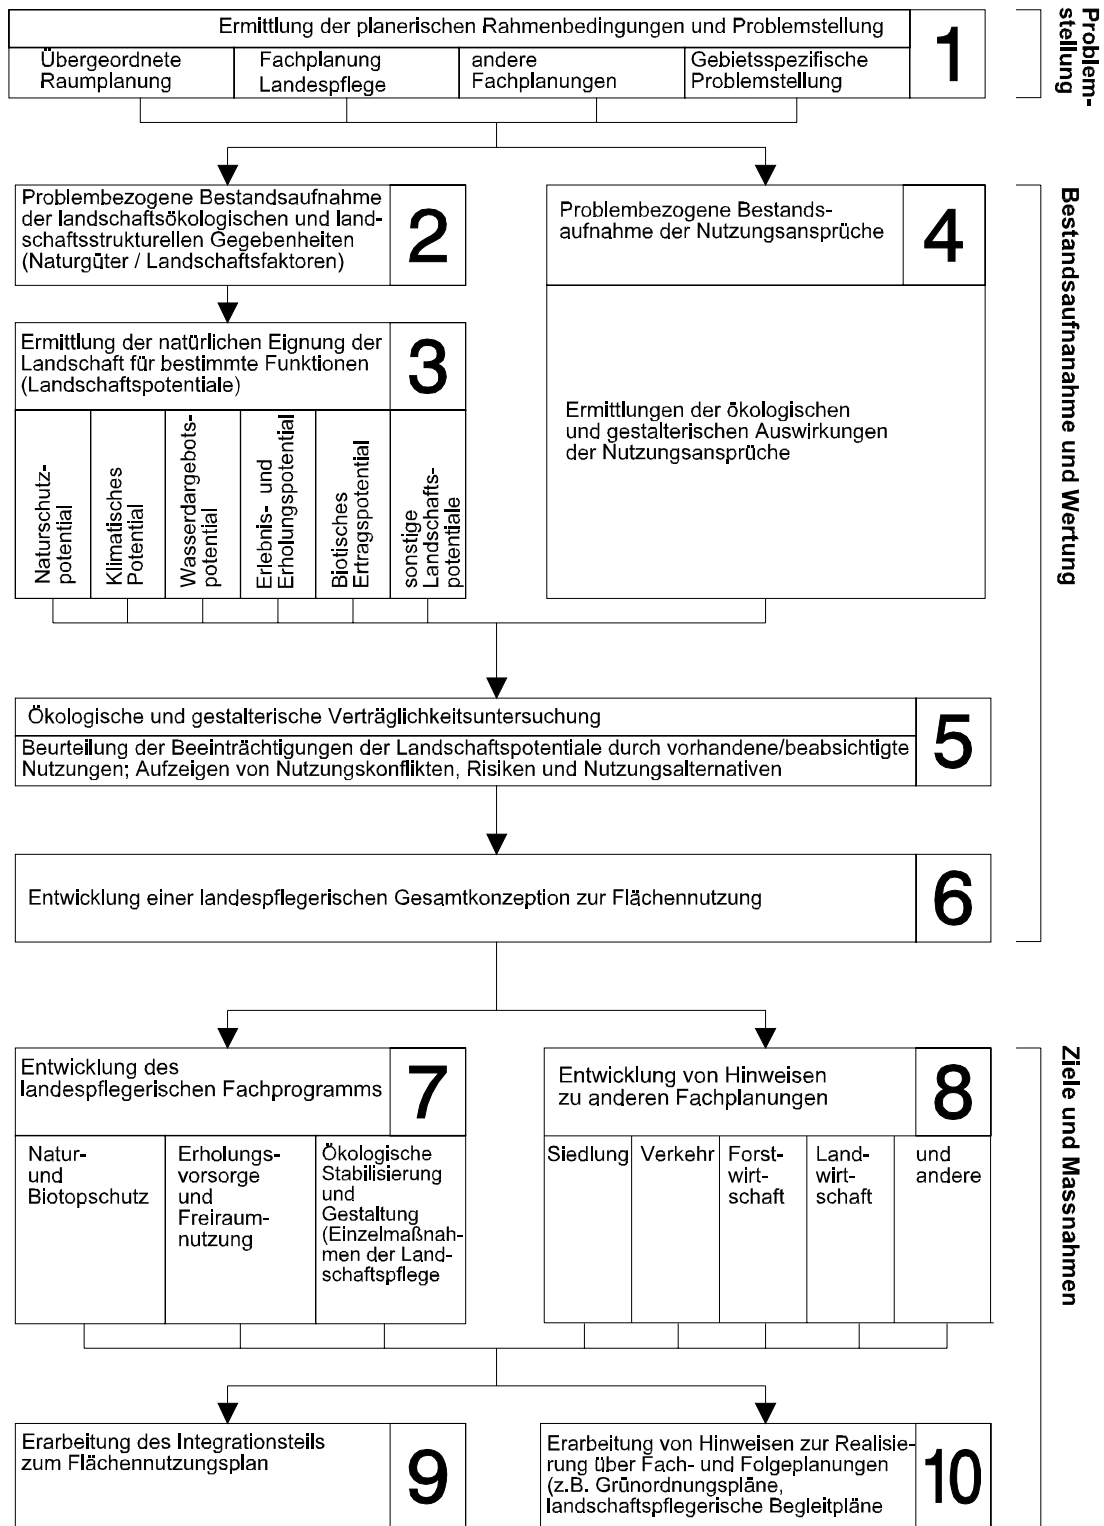 Ermittlung der planerischen Rahmenbedingungen und Problemstellung
1
Übergeordnete
Raumplanung
Fachplanung
Landespflege
andere
Fachplanungen
Gebietsspezifische
Problemstellung
Problem-
stellung
Problembezogene Bestandsaufnahme
der landschaftsökologischen und land-
schaftsstrukturellen Gegebenheiten
(Naturgüter / Landschaftsfaktoren)
2
Problembezogene Bestands-
aufnahme der Nutzungsansprüche
4
Ermittlung der natürlichen Eignung der
Landschaft für bestimmte Funktionen
(Landschaftspotentiale)
3
Naturschutz-
potential
Klimatisches
Potential
Wasserdargebots-
potential
Erlebnis- und
Erholungspotential
Biotisches
Ertragspotential
sonstige
Landschafts-
potentiale
Ermittlungen der ökologischen
und gestalterischen Auswirkungen
der Nutzungsansprüche
Bestandsaufnanahme und Wertung
Ökologische und gestalterische Verträglichkeitsuntersuchung
Beurteilung der Beeinträchtigungen der Landschaftspotentiale durch vorhandene/beabsichtigte
Nutzungen; Aufzeigen von Nutzungskonflikten, Risiken und Nutzungsalternativen
5
Entwicklung einer landespflegerischen Gesamtkonzeption zur Flächennutzung
6
Entwicklung des
landespflegerischen Fachprogramms
7
Natur-
und
Biotopschutz
Erholungs-
vorsorge
und
Freiraum-
nutzung
Ökologische
Stabilisierung
und
Gestaltung
(Einzelmaßnah-
men der Land-
schaftspflege
Entwicklung von Hinweisen
zu anderen Fachplanungen
8
Siedlung
Verkehr
Forst-
wirt-
schaft
Land-
wirt-
schaft
und
andere
Ziele und Massnahmen
Erarbeitung des Integrationsteils
zum Flächennutzungsplan
9
Erarbeitung von Hinweisen zur Realisie-
rung über Fach- und Folgeplanungen
(z.B. Grünordnungspläne,
landschaftspflegerische Begleitpläne
10